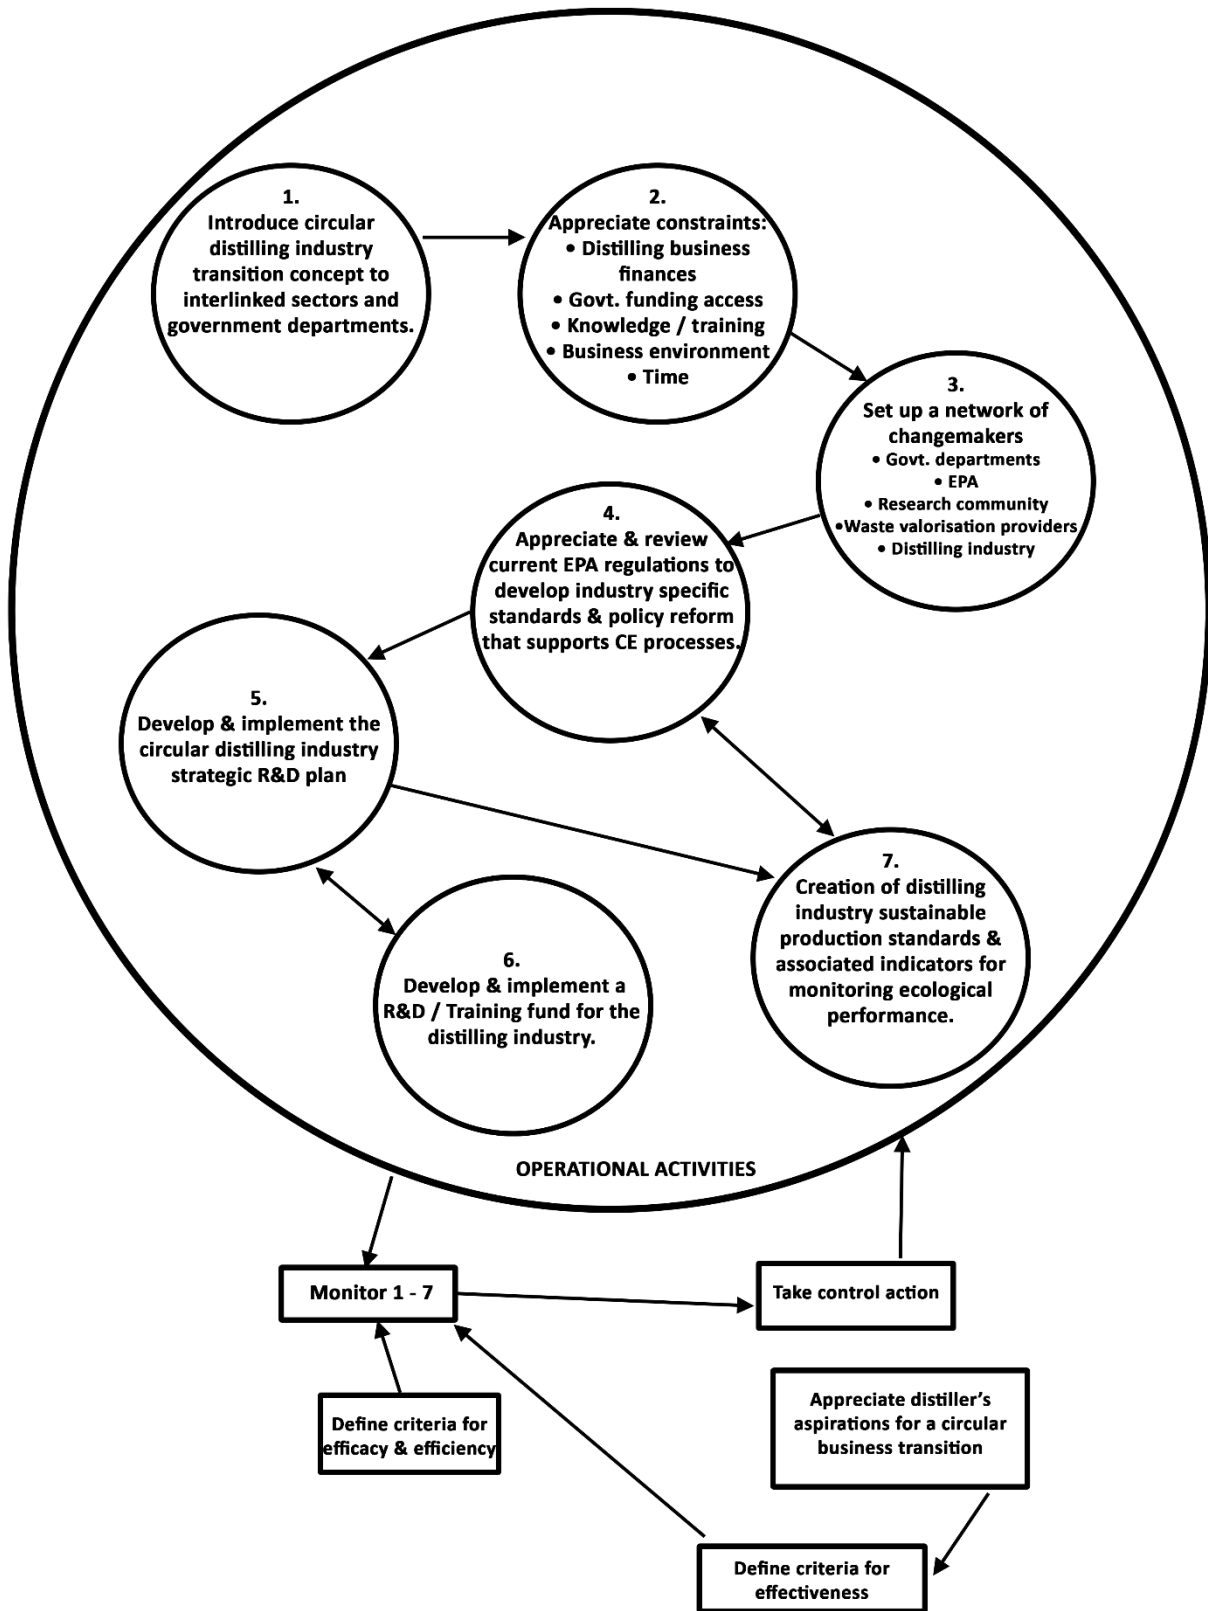 1.
Introduce circular
distilling industry
transition concept to
interlinked sectors and
government departments.
2.
Appreciate constraints:
• Distilling business
finances
• Govt. funding access
• Knowledge / training
• Business environment
• Time
3.
Set up a network of
changemakers
• Govt. departments
• EPA
• Research community
•Waste valorisation providers
• Distilling industry
4.
Appreciate & review
current EPA regulations to
develop industry specific
standards & policy reform
that supports CE processes.
5.
Develop & implement the
circular distilling industry
strategic R&D plan
6.
Develop & implement a
R&D / Training fund for the
distilling industry.
7.
Creation of distilling
industry sustainable
production standards &
associated indicators for
monitoring ecological
performance.
OPERATIONAL ACTIVITIES
Monitor 1 - 7
Take control action
Define criteria for
efficacy & efficiency
Appreciate distiller’s
aspirations for a circular
business transition
Define criteria for
effectiveness